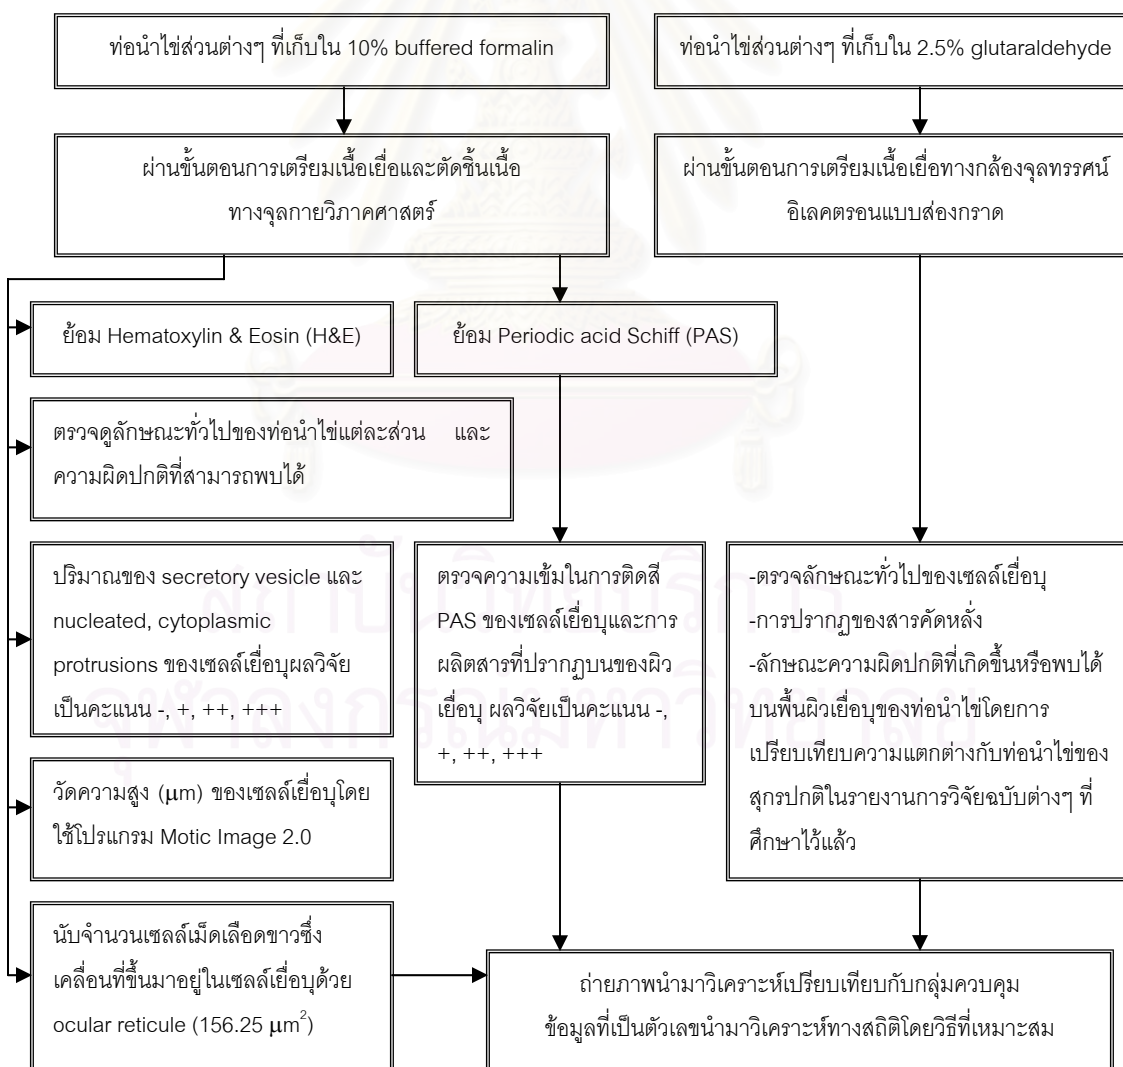 ท่อนำไข่ส่วนต่างๆ ที่เก็บใน 10% buffered formalin
ท่อนำไข่ส่วนต่างๆ ที่เก็บใน 2.5% glutaraldehyde
ผ่านขั้นตอนการเตรียมเนื้อเยื่อและตัดชิ้นเนื้อ
ทางจุลกายวิภาคศาสตร์
ผ่านขั้นตอนการเตรียมเนื้อเยื่อทางกล้องจุลทรรศน์
อิเลคตรอนแบบส่องกราด
ย้อม Hematoxylin & Eosin (H&E)
ย้อม Periodic acid Schiff (PAS)
ตรวจดูลักษณะทั่วไปของท่อนำไข่แต่ละส่วน และ
ความผิดปกติที่สามารถพบได้
ปริมาณของ secretory vesicle และ
nucleated, cytoplasmic
protrusions ของเซลล์เยื่อบุผลวิจัย
เป็นคะแนน -, +, ++, +++
ตรวจความเข้มในการติดสี
PAS ของเซลล์เยื่อบุและการ
ผลิตสารที่ปรากฏบนของผิว
เยื่อบุ ผลวิจัยเป็นคะแนน -,
+, ++, +++
-ตรวจลักษณะทั่วไปของเซลล์เยื่อบุ
-การปรากฏของสารคัดหลั่ง
-ลักษณะความผิดปกติที่เกิดขึ้นหรือพบได้
บนพื้นผิวเยื่อบุของท่อนำไข่โดยการ
เปรียบเทียบความแตกต่างกับท่อนำไข่ของ
สุกรปกติในรายงานการวิจัยฉบับต่างๆ ที่
ศึกษาไว้แล้ว
วัดความสูง (μm) ของเซลล์เยื่อบุโดย
ใช้โปรแกรม Motic Image 2.0
นับจำนวนเซลล์เม็ดเลือดขาวซึ่ง
เคลื่อนที่ขึ้นมาอยู่ในเซลล์เยื่อบุด้วย
ocular reticule (156.25 μm²)
ถ่ายภาพนำมาวิเคราะห์เปรียบเทียบกับกลุ่มควบคุม
ข้อมูลที่เป็นตัวเลขนำมาวิเคราะห์ทางสถิติโดยวิธีที่เหมาะสม
สถาบันวิทยบริการ
จุฬาลงกรณ์มหาวิทยาลัย